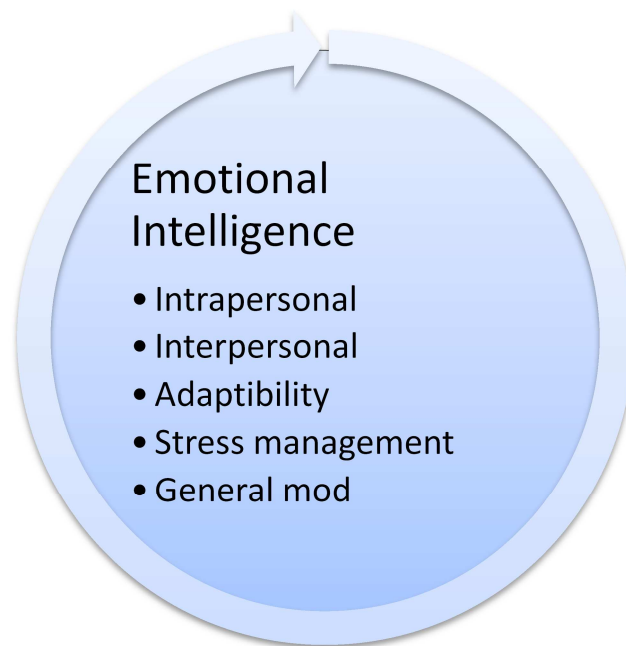 Emotional
Intelligence
• Intrapersonal
• Interpersonal
• Adaptibility
• Stress management
• General mod